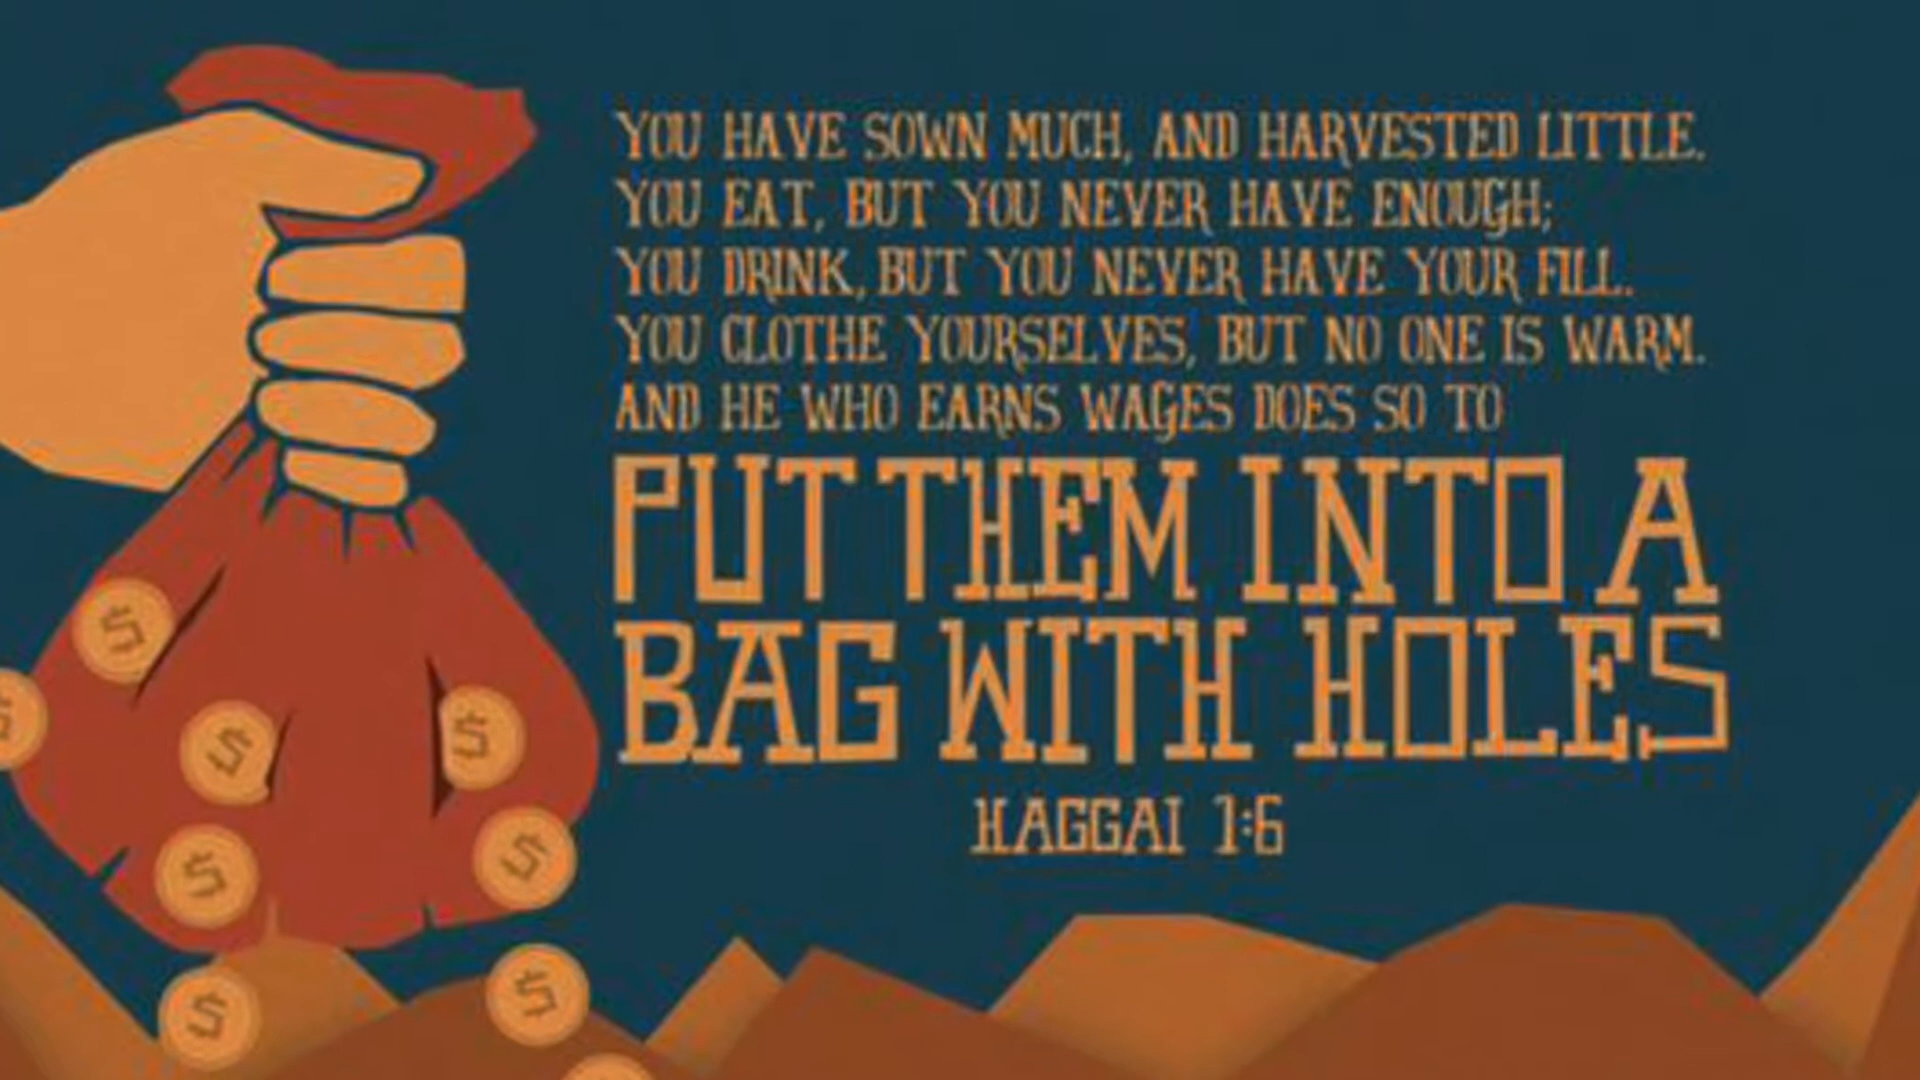 YOU HAVE SOWN MUCH, AND HARVESTED LITTLE.
YOU EAT, BUT YOU NEVER HAVE ENOUGH;
YOU DRINK, BUT YOU NEVER HAVE YOUR FILL.
YOU CLOTHE YOURSELVES, BUT NO ONE IS WARM.
AND HE WHO EARNS WAGES DOES SO TO
PUT THEM INTO A
BAG WITH HOLES
HAGGAI 1:6
$
$
$
$
$
$
$
$